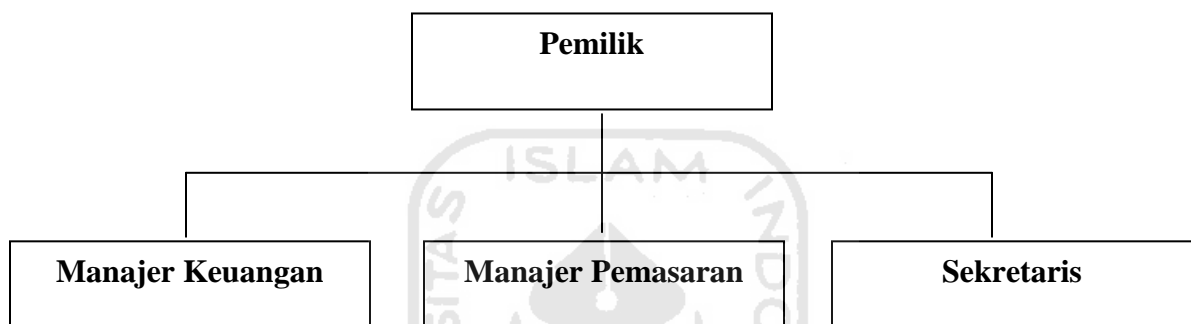 Pemilik
ISLAM
Manajer Keuangan
Manajer Pemasaran
Sekretaris